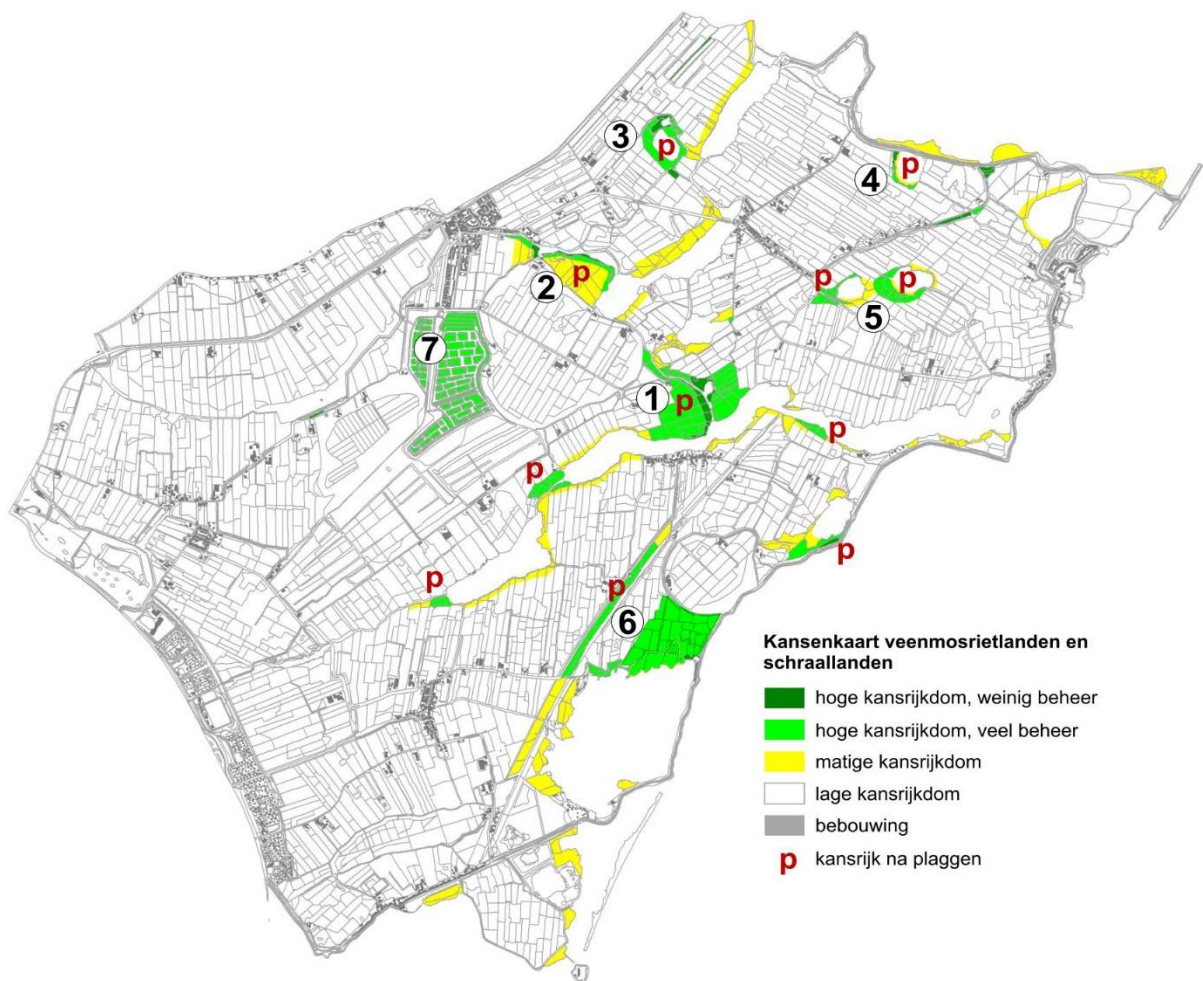 3
p
p
4
p
2
p
p
5
7
1
p
p
p
p
p
p
6
Kansenkaart veenmosrietlanden en
schraallanden
hoge kansrijkdom, weinig beheer
hoge kansrijkdom, veel beheer
matige kansrijkdom
lage kansrijkdom
bebouwing
p kansrijk na plaggen